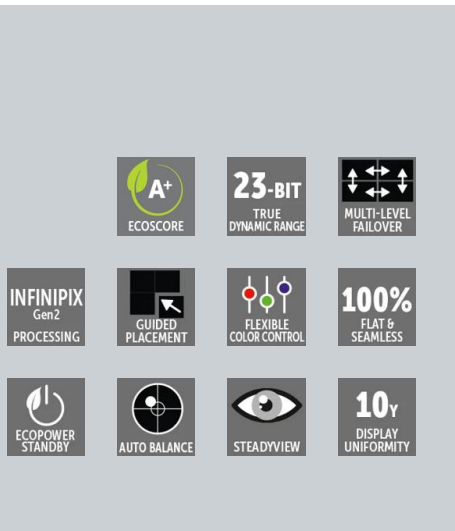 A+
ECOSCORE
23-BIT
TRUE
DYNAMIC RANGE
MULTI-LEVEL
FAILOVER
INFINIPIX
Gen2
PROCESSING
GUIDED
PLACEMENT
FLEXIBLE
COLOR CONTROL
100%
FLAT &
SEAMLESS
ECOPOWER
STANDBY
AUTO BALANCE
STEADYVIEW
10Y
DISPLAY
UNIFORMITY